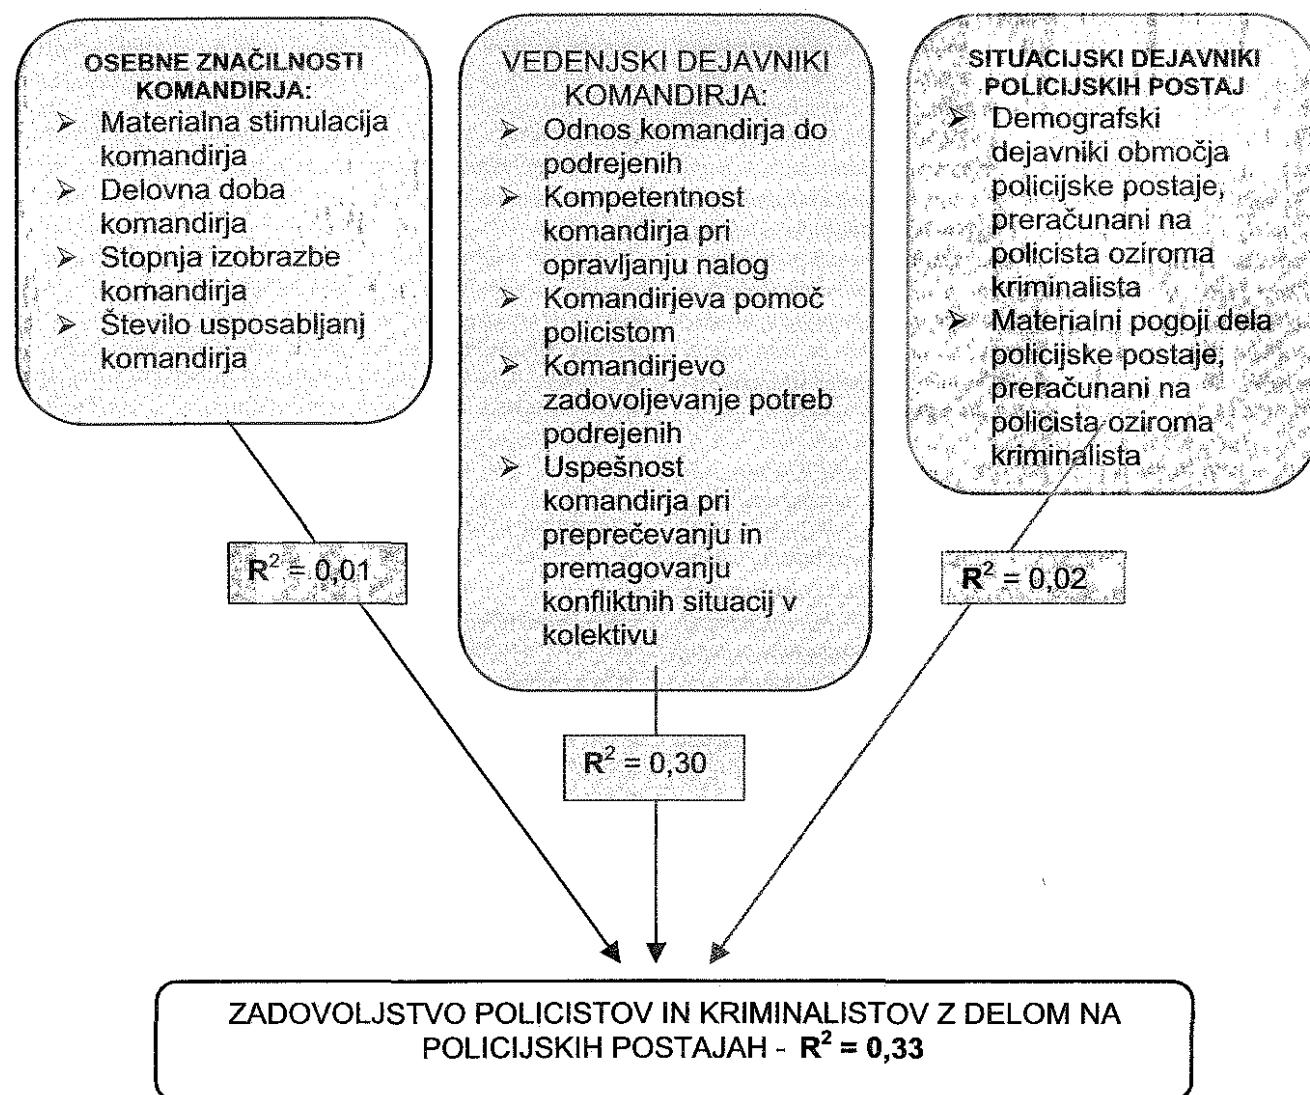 OSEBNE ZNAČILNOSTI
KOMANDIRJA:
➢ Materialna stimulacija
komandirja
➢ Delovna doba
komandirja
➢ Stopnja izobrazbe
komandirja
➢ Število usposabljanj
komandirja
VEDENJSKI DEJAVNIKI
KOMANDIRJA:
➢ Odnos komandirja do
podrejenih
➢ Kompetentnost
komandirja pri
opravljanju nalog
➢ Komandirjeva pomoč
policistom
➢ Komandirjevo
zadovoljevanje potreb
podrejenih
➢ Uspešnost
komandirja pri
preprečevanju in
premagovanju
konfliktnih situacij v
kolektivu
SITUACIJSKI DEJAVNIKI
POLICIJSKIH POSTAJ
➢ Demografski
dejavniki območja
policijske postaje,
preračunani na
policista oziroma
kriminalista
➢ Materialni pogoji dela
policijske postaje,
preračunani na
policista oziroma
kriminalista
R² = 0,01
R² = 0,30
R² = 0,02
ZADOVOLJSTVO POLICISTOV IN KRIMINALISTOV Z DELOM NA
POLICIJSKIH POSTAJAH - R² = 0,33